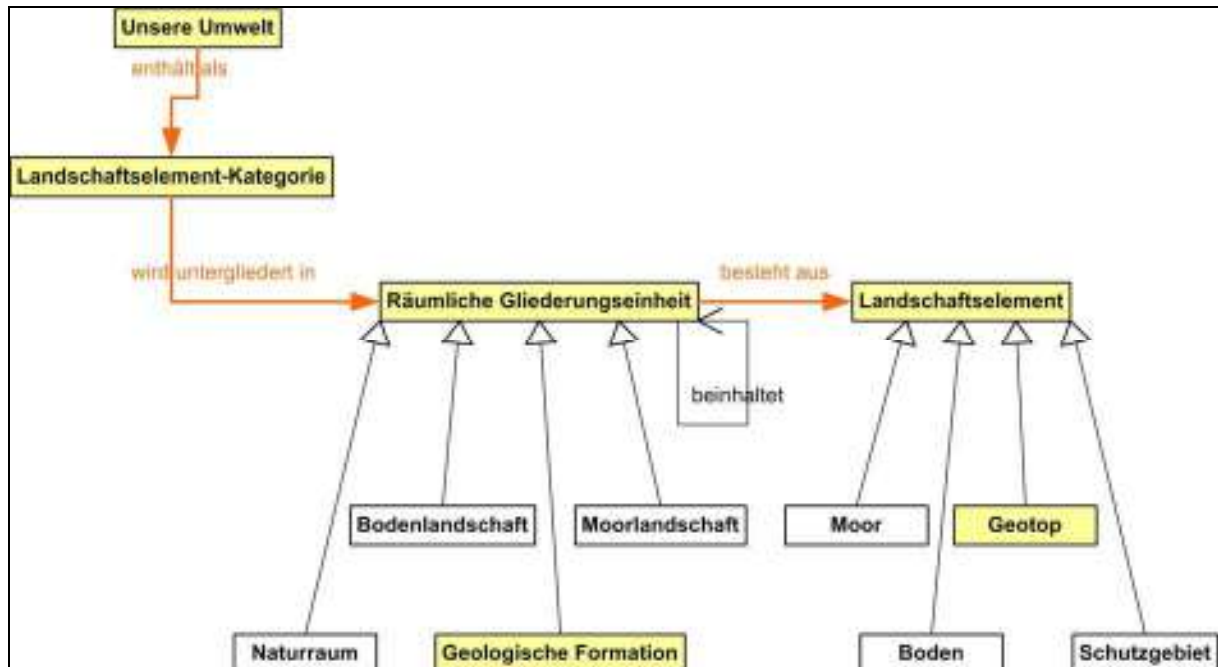 Unsere Umwelt
enthält als
Landschaftselement-Kategorie
wird untergliedert in
besteht aus
Räumliche Gliederungseinheit
Landschaftselement
beinhaltet
Bodenlandschaft
Moorlandschaft
Moor
Geotop
Naturraum
Geologische Formation
Boden
Schutzgebiet